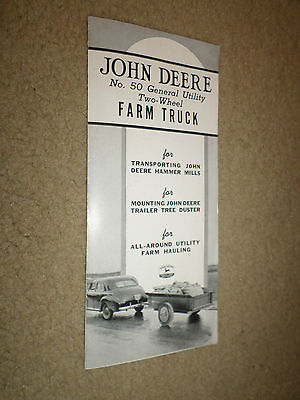 JOHN DEERE
No. 50 General Utility
Two-Wheel
FARM TRUCK
for
TRANSPORTING JOHN
DEERE HAMMER MILLS
for
MOUNTING JOHN DEERE
TRAILER TREE DUSTER
for
ALL-AROUND UTILITY
FARM HAULING